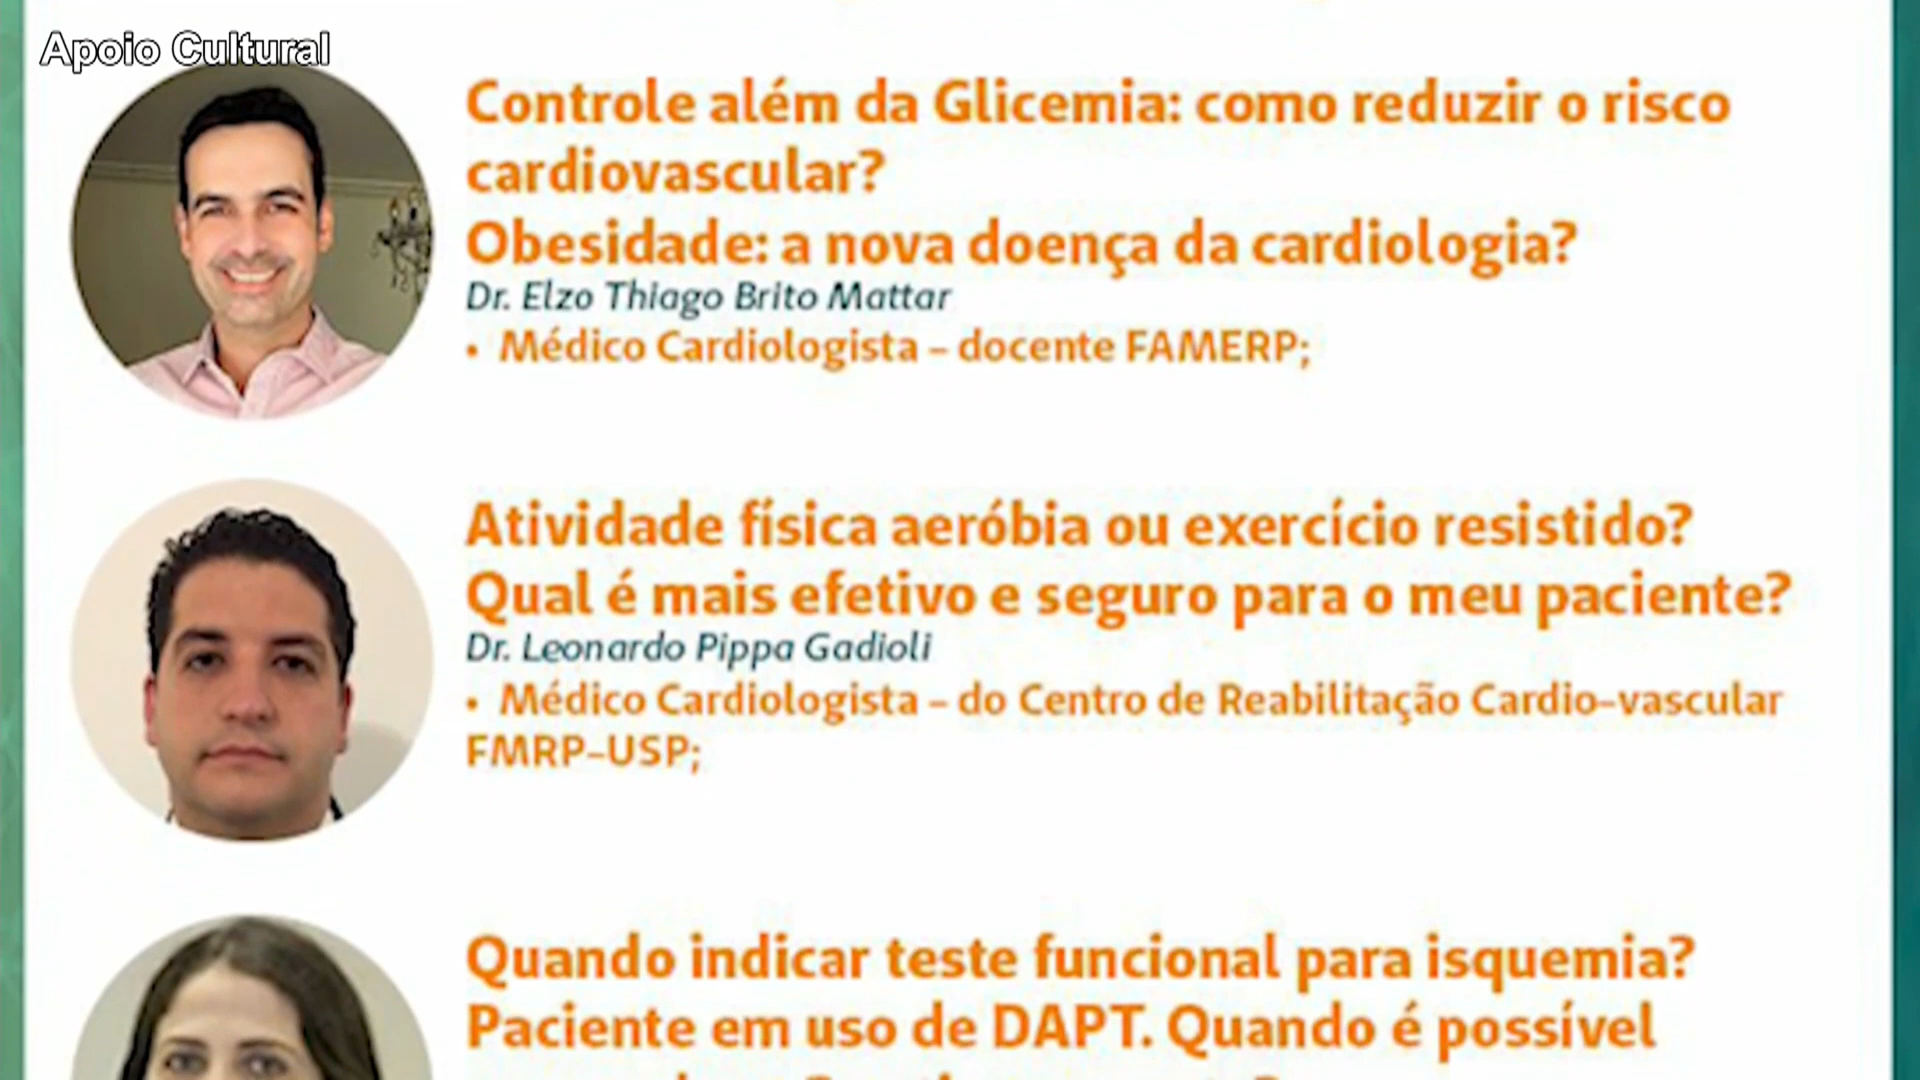 Apoio Cultural
Controle além da Glicemia: como reduzir o risco
cardiovascular?
Obesidade: a nova doença da cardiologia?
Dr. Elzo Thiago Brito Mattar
• Médico Cardiologista – docente FAMERP;
Atividade física aeróbia ou exercício resistido?
Qual é mais efetivo e seguro para o meu paciente?
Dr. Leonardo Pippa Gadioli
• Médico Cardiologista – do Centro de Reabilitação Cardio-vascular
FMRP-USP;
Quando indicar teste funcional para isquemia?
Paciente em uso de DAPT. Quando é possível